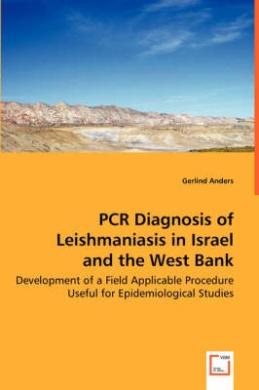 Gerlind Anders
PCR Diagnosis of
Leishmaniasis in Israel
and the West Bank
Development of a Field Applicable Procedure
Useful for Epidemiological Studies
VDM